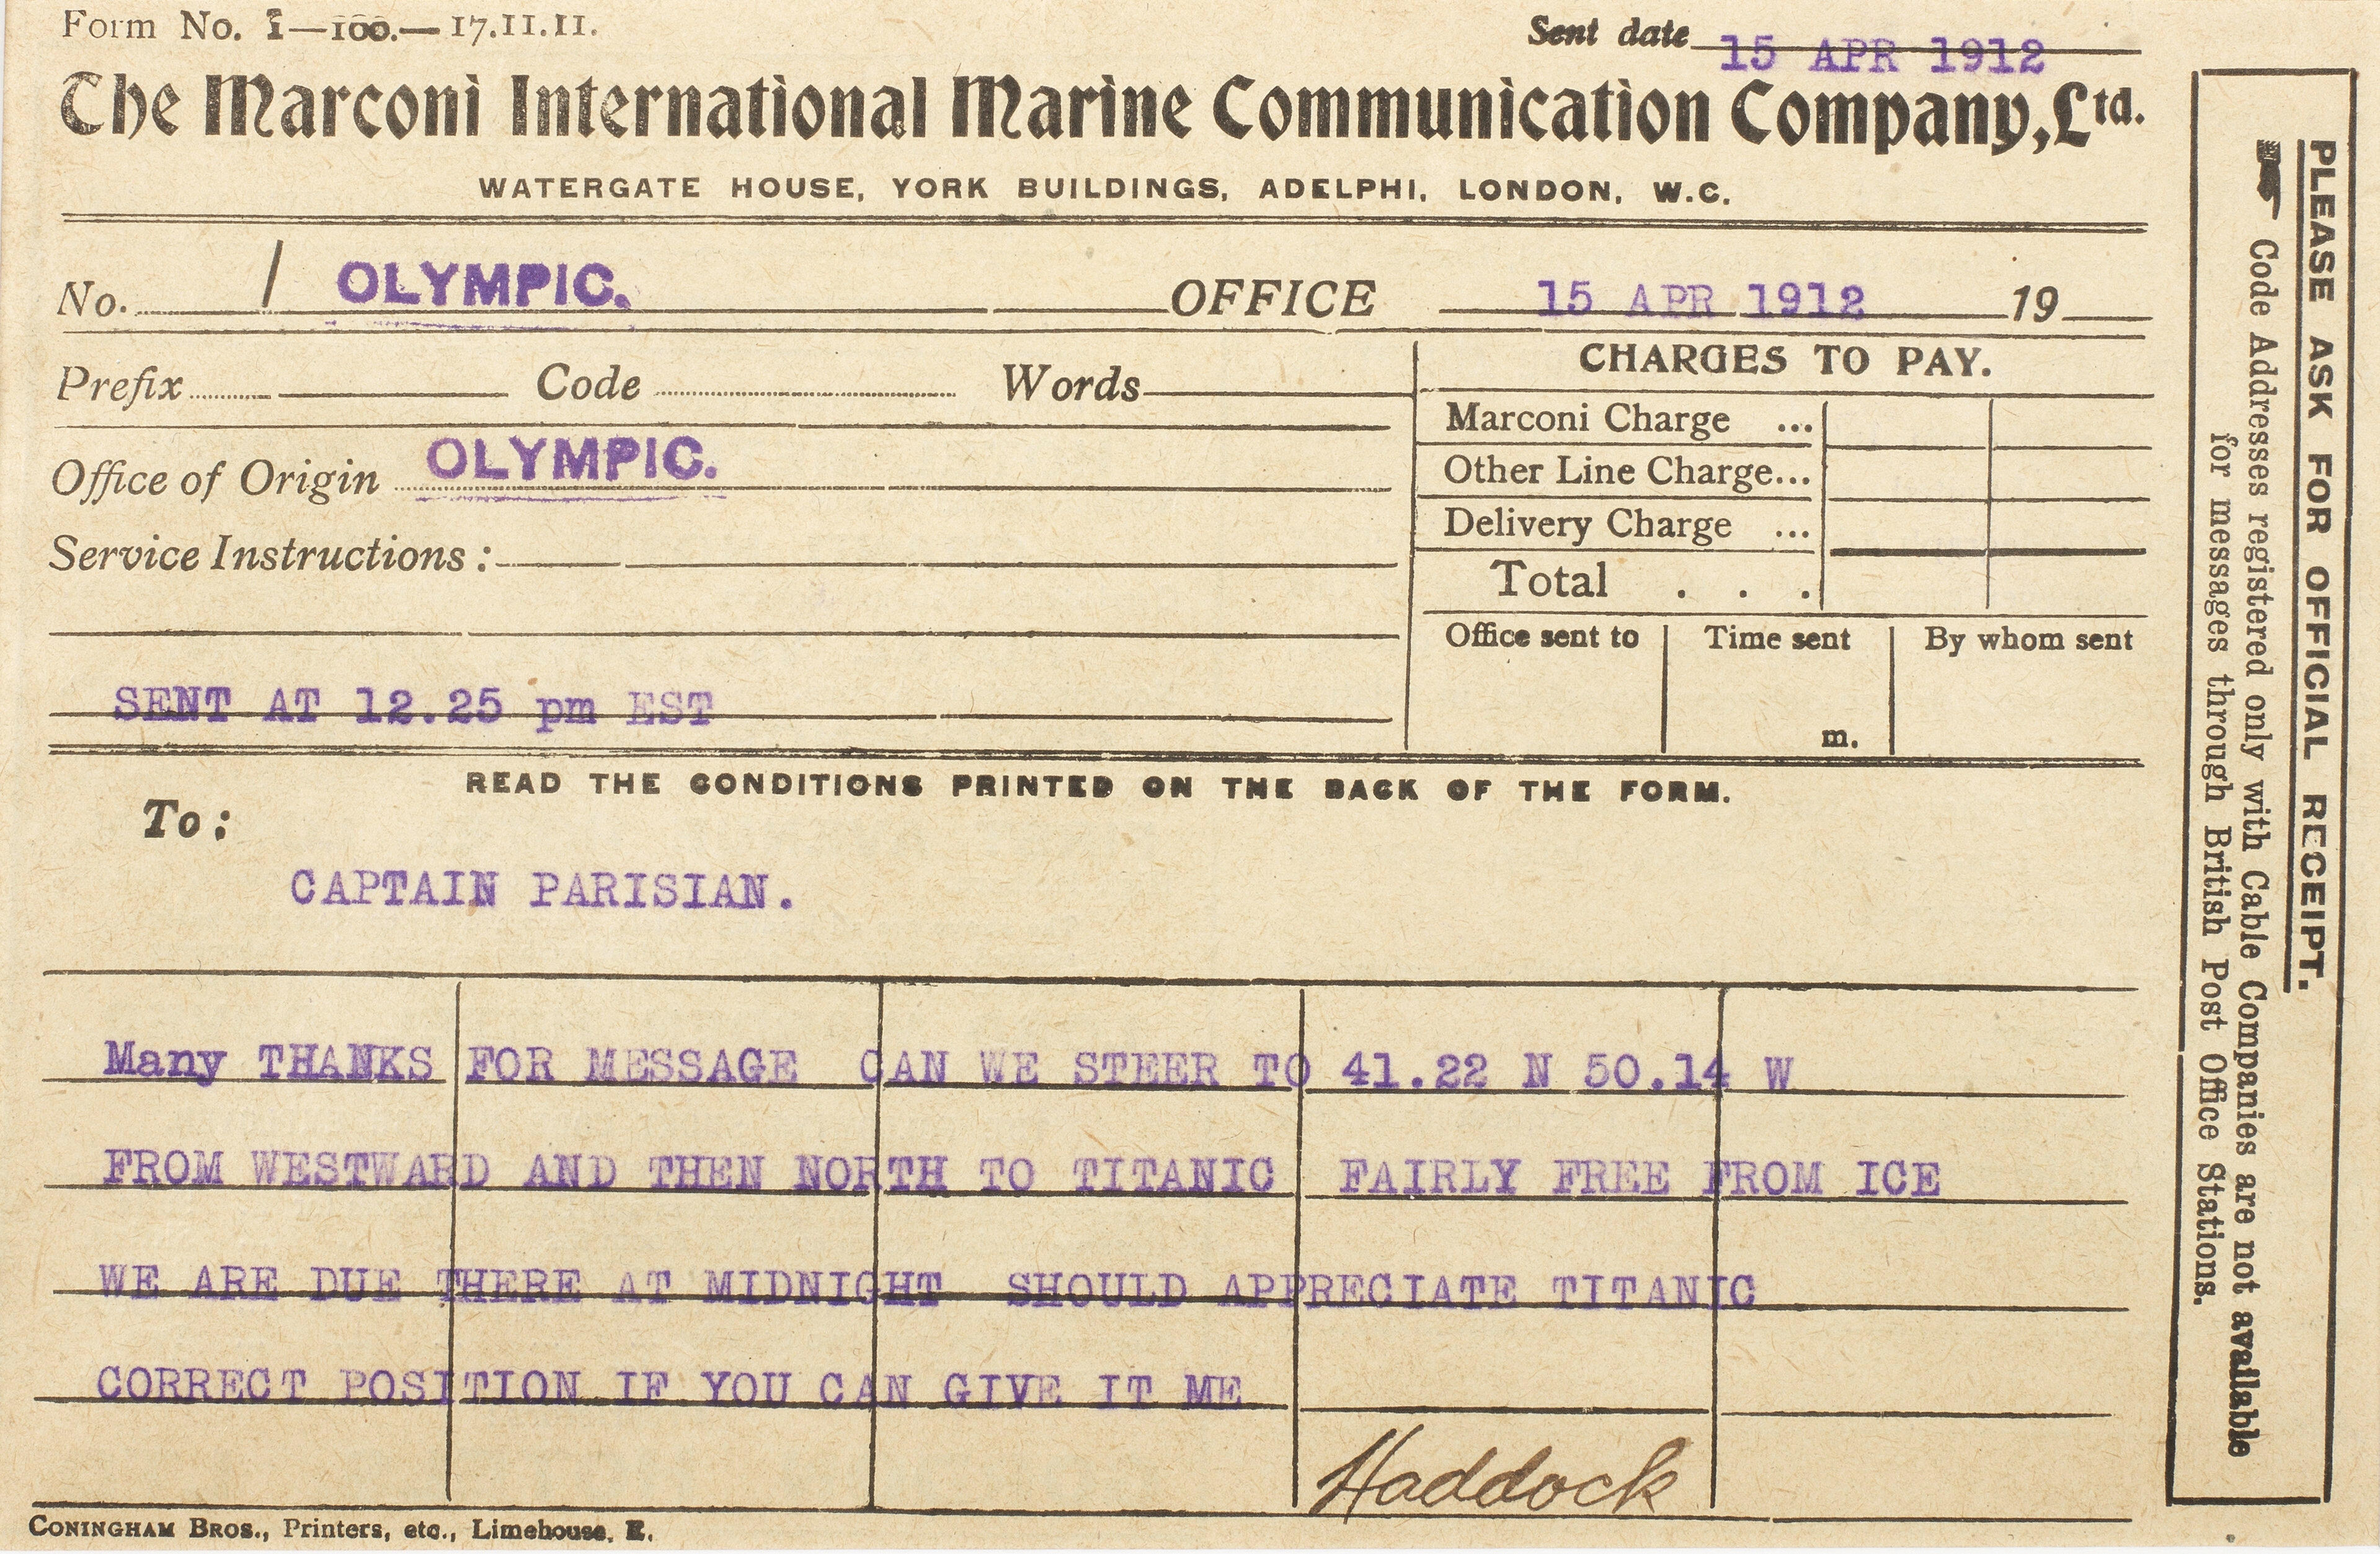 Form No. 1—100.— 17.11.11.
Sent date 15 APR 1912
The Marconi International Marine Communication Company, Ltd.
WATERGATE HOUSE, YORK BUILDINGS, ADELPHI, LONDON, W.C.
No. / OLYMPIC. OFFICE 15 APR 1912 19
Prefix Code Words
CHARGES TO PAY.
Marconi Charge ...
Other Line Charge...
Delivery Charge ...
Total . . .
Office of Origin OLYMPIC.
Service Instructions :
Office sent to Time sent By whom sent
m.
SENT AT 12.25 pm EST
READ THE CONDITIONS PRINTED ON THE BACK OF THE FORM.
To:
CAPTAIN PARISIAN.
Many THANKS FOR MESSAGE CAN WE STEER TO 41.22 N 50.14 W
FROM WESTWARD AND THEN NORTH TO TITANIC FAIRLY FREE FROM ICE
WE ARE DUE THERE AT MIDNIGHT SHOULD APPRECIATE TITANIC
CORRECT POSITION IF YOU CAN GIVE IT ME
Haddock
CONINGHAM BROS., Printers, etc., Limehouse, E.
PLEASE ASK FOR OFFICIAL RECEIPT.
Code Addresses registered only with Cable Companies are not available
for messages through British Post Office Stations.